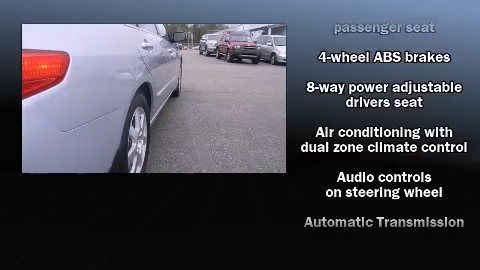 passenger seat
4-wheel ABS brakes
8-way power adjustable
drivers seat
Air conditioning with
dual zone climate control
Audio controls
on steering wheel
Automatic Transmission